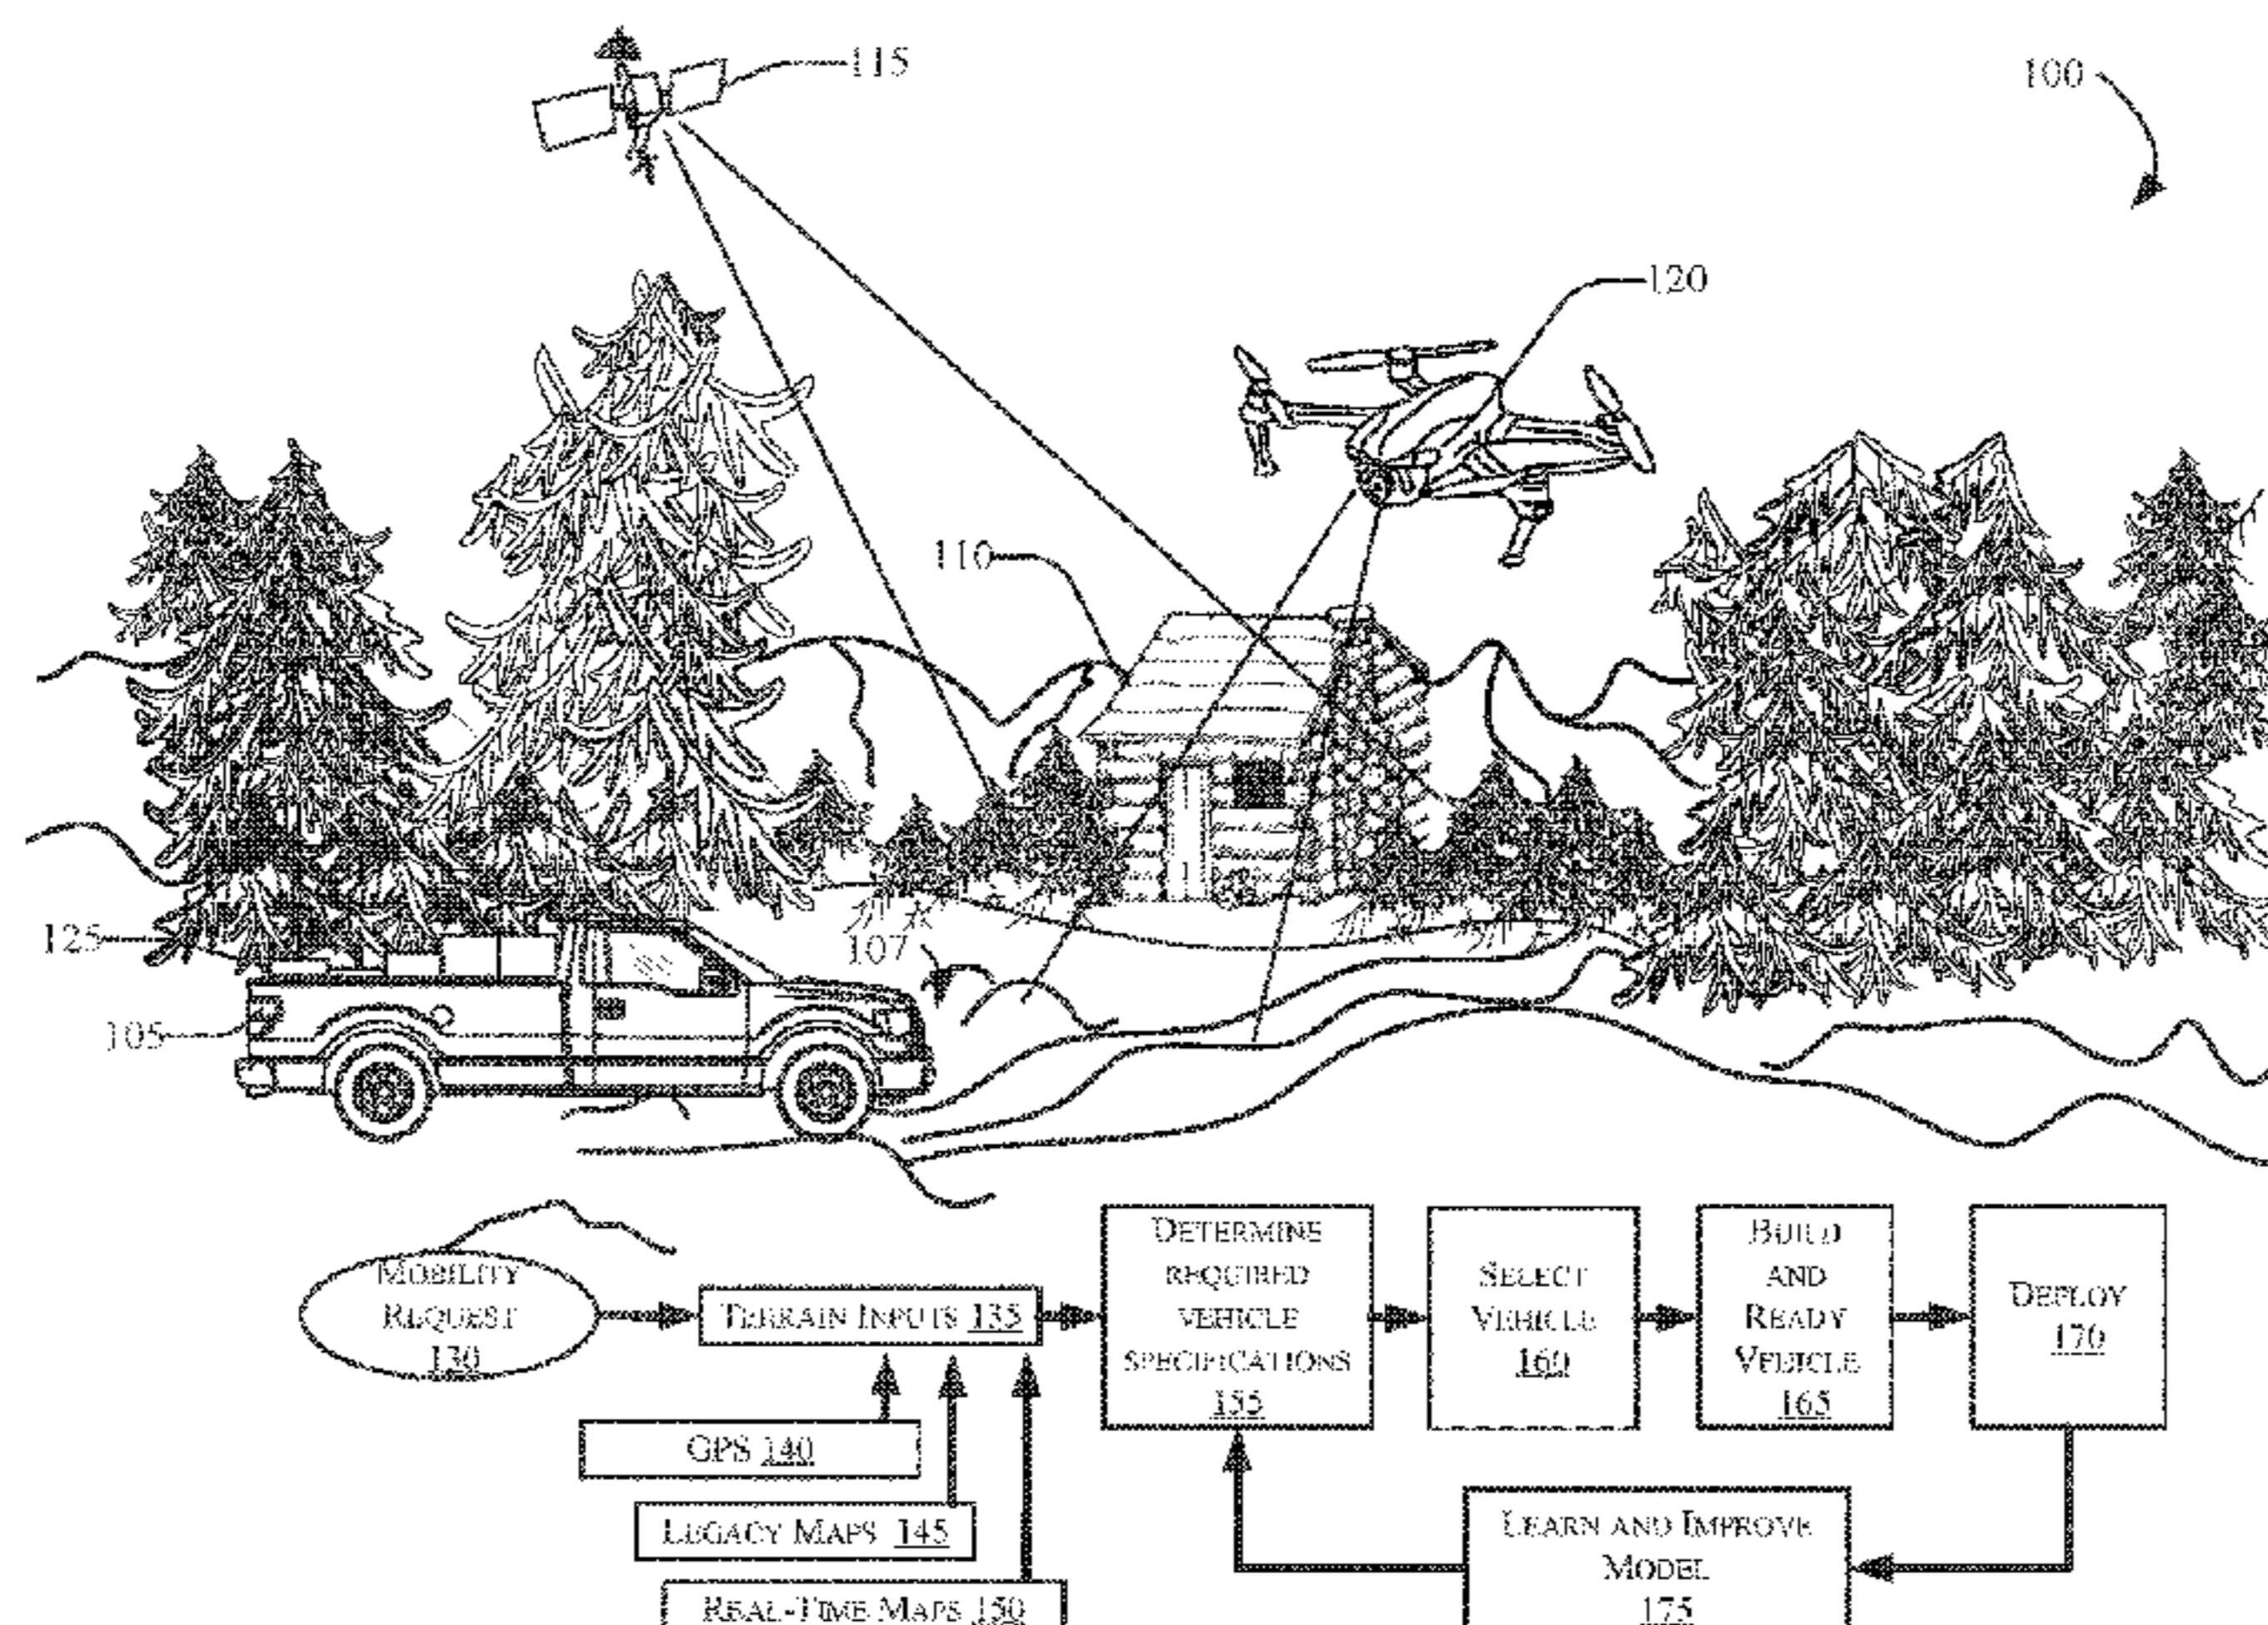 115
100
120
110
125
107
105
MOBILITY
REQUEST
130
TERRAIN INPUTS 135
DETERMINE
REQUIRED
VEHICLE
SPECIFICATIONS
155
SELECT
VEHICLE
160
BUILD
AND
READY
VEHICLE
165
DEPLOY
170
GPS 140
LEGACY MAPS 145
REAL-TIME MAPS 150
LEARN AND IMPROVE
MODEL
175